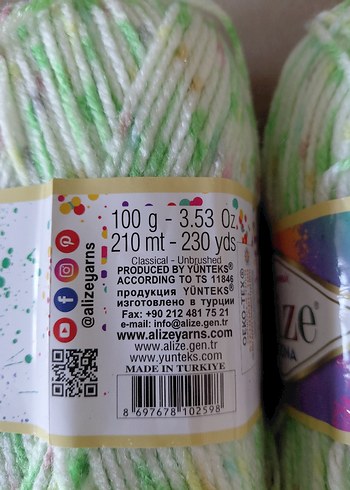 100 g - 3.53 Oz.
210 mt - 230 yds
Classical - Unbrushed
PRODUCED BY YÜNTEKS®
ACCORDING TO TS 11846
продукция YÜNTEKS®
изготовлено в турции
Fax: +90 212 481 75 21
e-mail: info@alize.gen.tr
www.alizeyarns.com
www.alize.gen.tr
www.yunteks.com
MADE IN TURKIYE
8 697678 102598
@alizeyarns
OEKO-TEX®
ize®